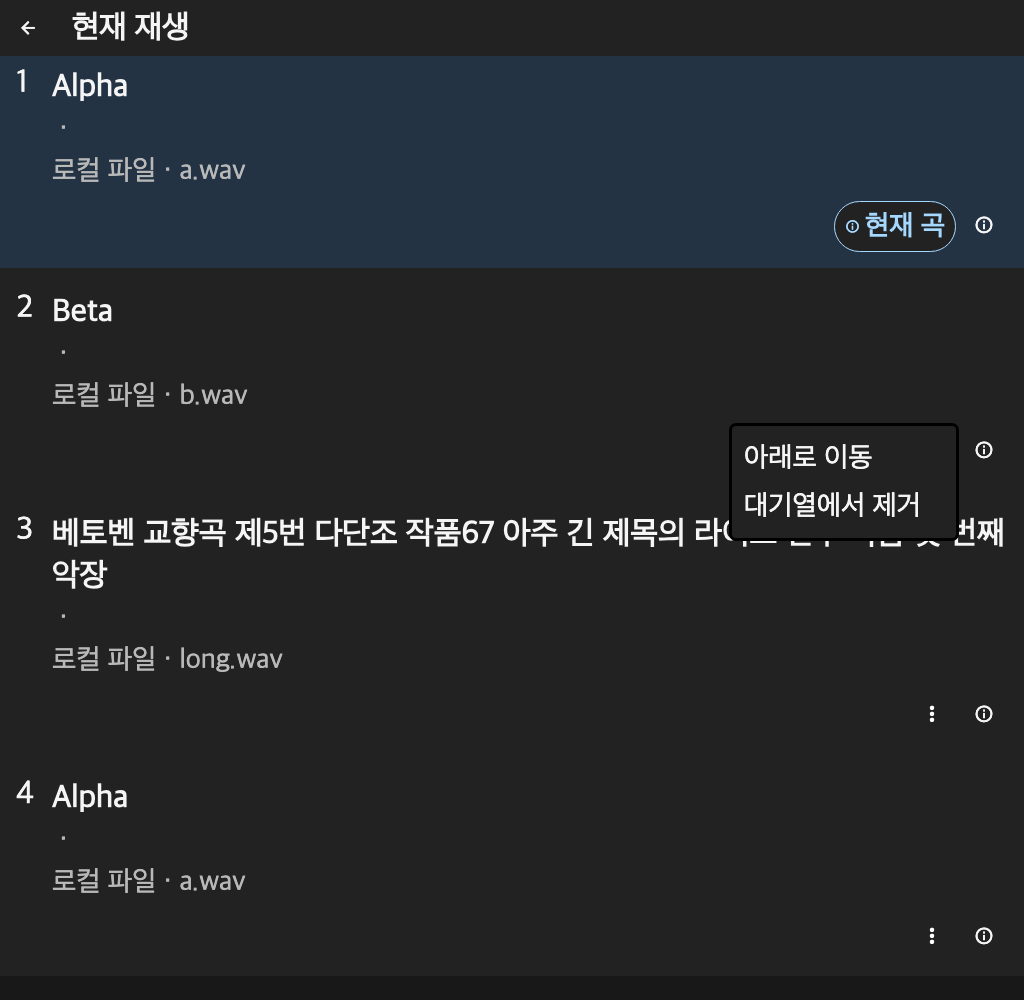 현재 재생
1 Alpha
·
로컬 파일 · a.wav
현재 곡
2 Beta
·
로컬 파일 · b.wav
아래로 이동
대기열에서 제거
3 베토벤 교향곡 제5번 다단조 작품67 아주 긴 제목의 번째
악장
·
로컬 파일 · long.wav
4 Alpha
·
로컬 파일 · a.wav